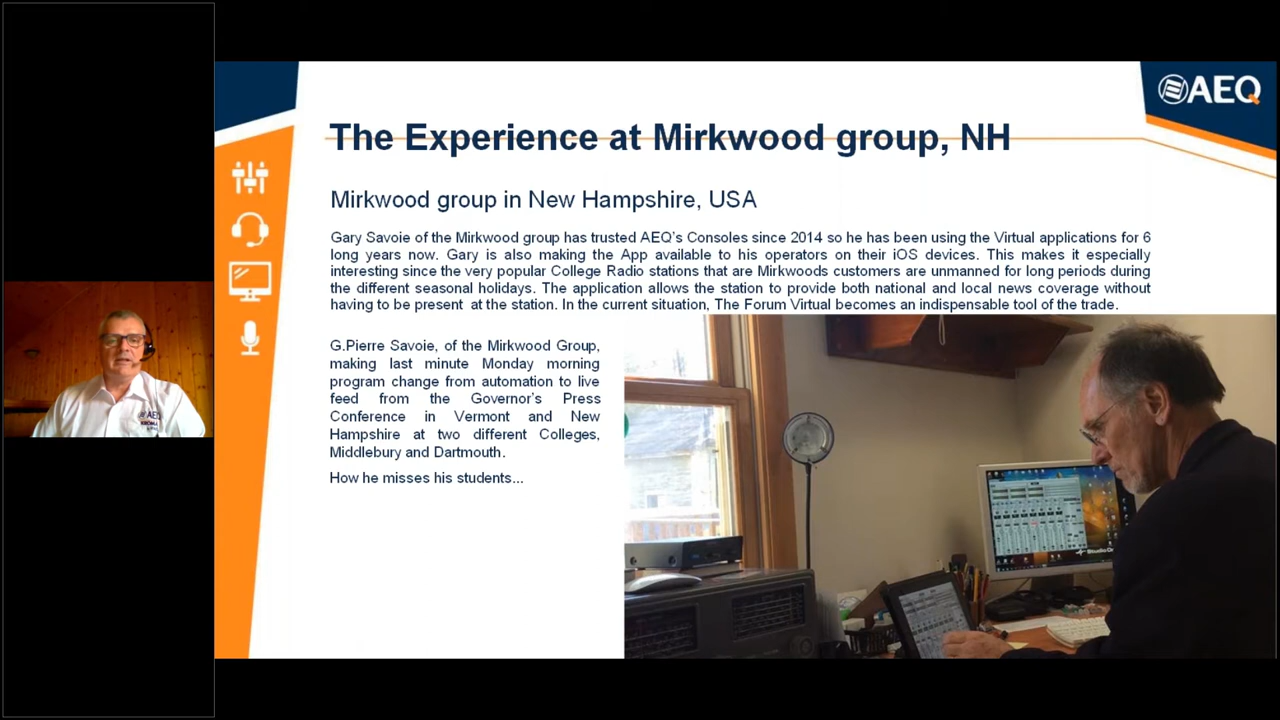 AEQ
The Experience at Mirkwood group, NH
Mirkwood group in New Hampshire, USA
Gary Savoie of the Mirkwood group has trusted AEQ's Consoles since 2014 so he has been using the Virtual applications for 6
long years now. Gary is also making the App available to his operators on their iOS devices. This makes it especially
interesting since the very popular College Radio stations that are Mirkwoods customers are unmanned for long periods during
the different seasonal holidays. The application allows the station to provide both national and local news coverage without
having to be present at the station. In the current situation, The Forum Virtual becomes an indispensable tool of the trade.
G.Pierre Savoie, of the Mirkwood Group,
making last minute Monday morning
program change from automation to live
feed from the Governor's Press
Conference in Vermont and New
Hampshire at two different Colleges,
Middlebury and Dartmouth.
How he misses his students...
AEQ